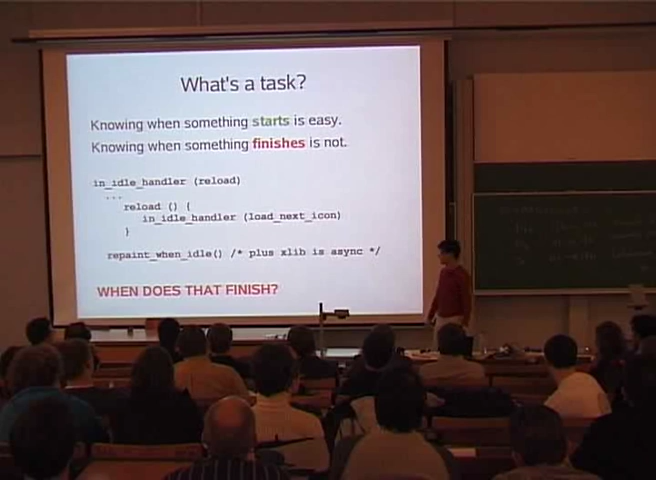 What's a task?
Knowing when something starts is easy.
Knowing when something finishes is not.
in_idle_handler (reload)
...
reload () {
in_idle_handler (load_next_icon)
}
repaint_when_idle() /* plus xlib is async */
WHEN DOES THAT FINISH?